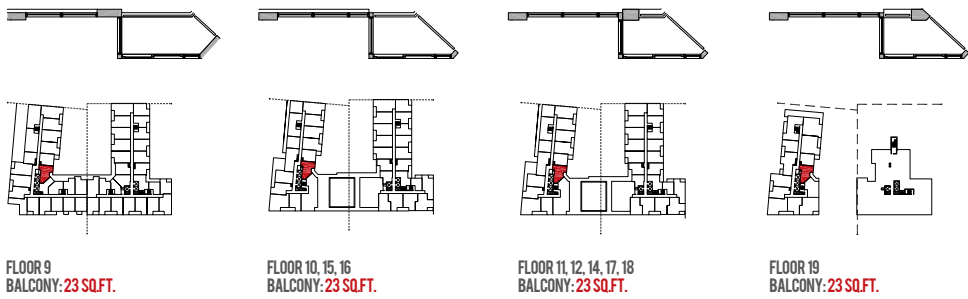 FLOOR 9
BALCONY: 23 SQ.FT.
FLOOR 10, 15, 16
BALCONY: 23 SQ.FT.
FLOOR 11, 12, 14, 17, 18
BALCONY: 23 SQ.FT.
FLOOR 19
BALCONY: 23 SQ.FT.